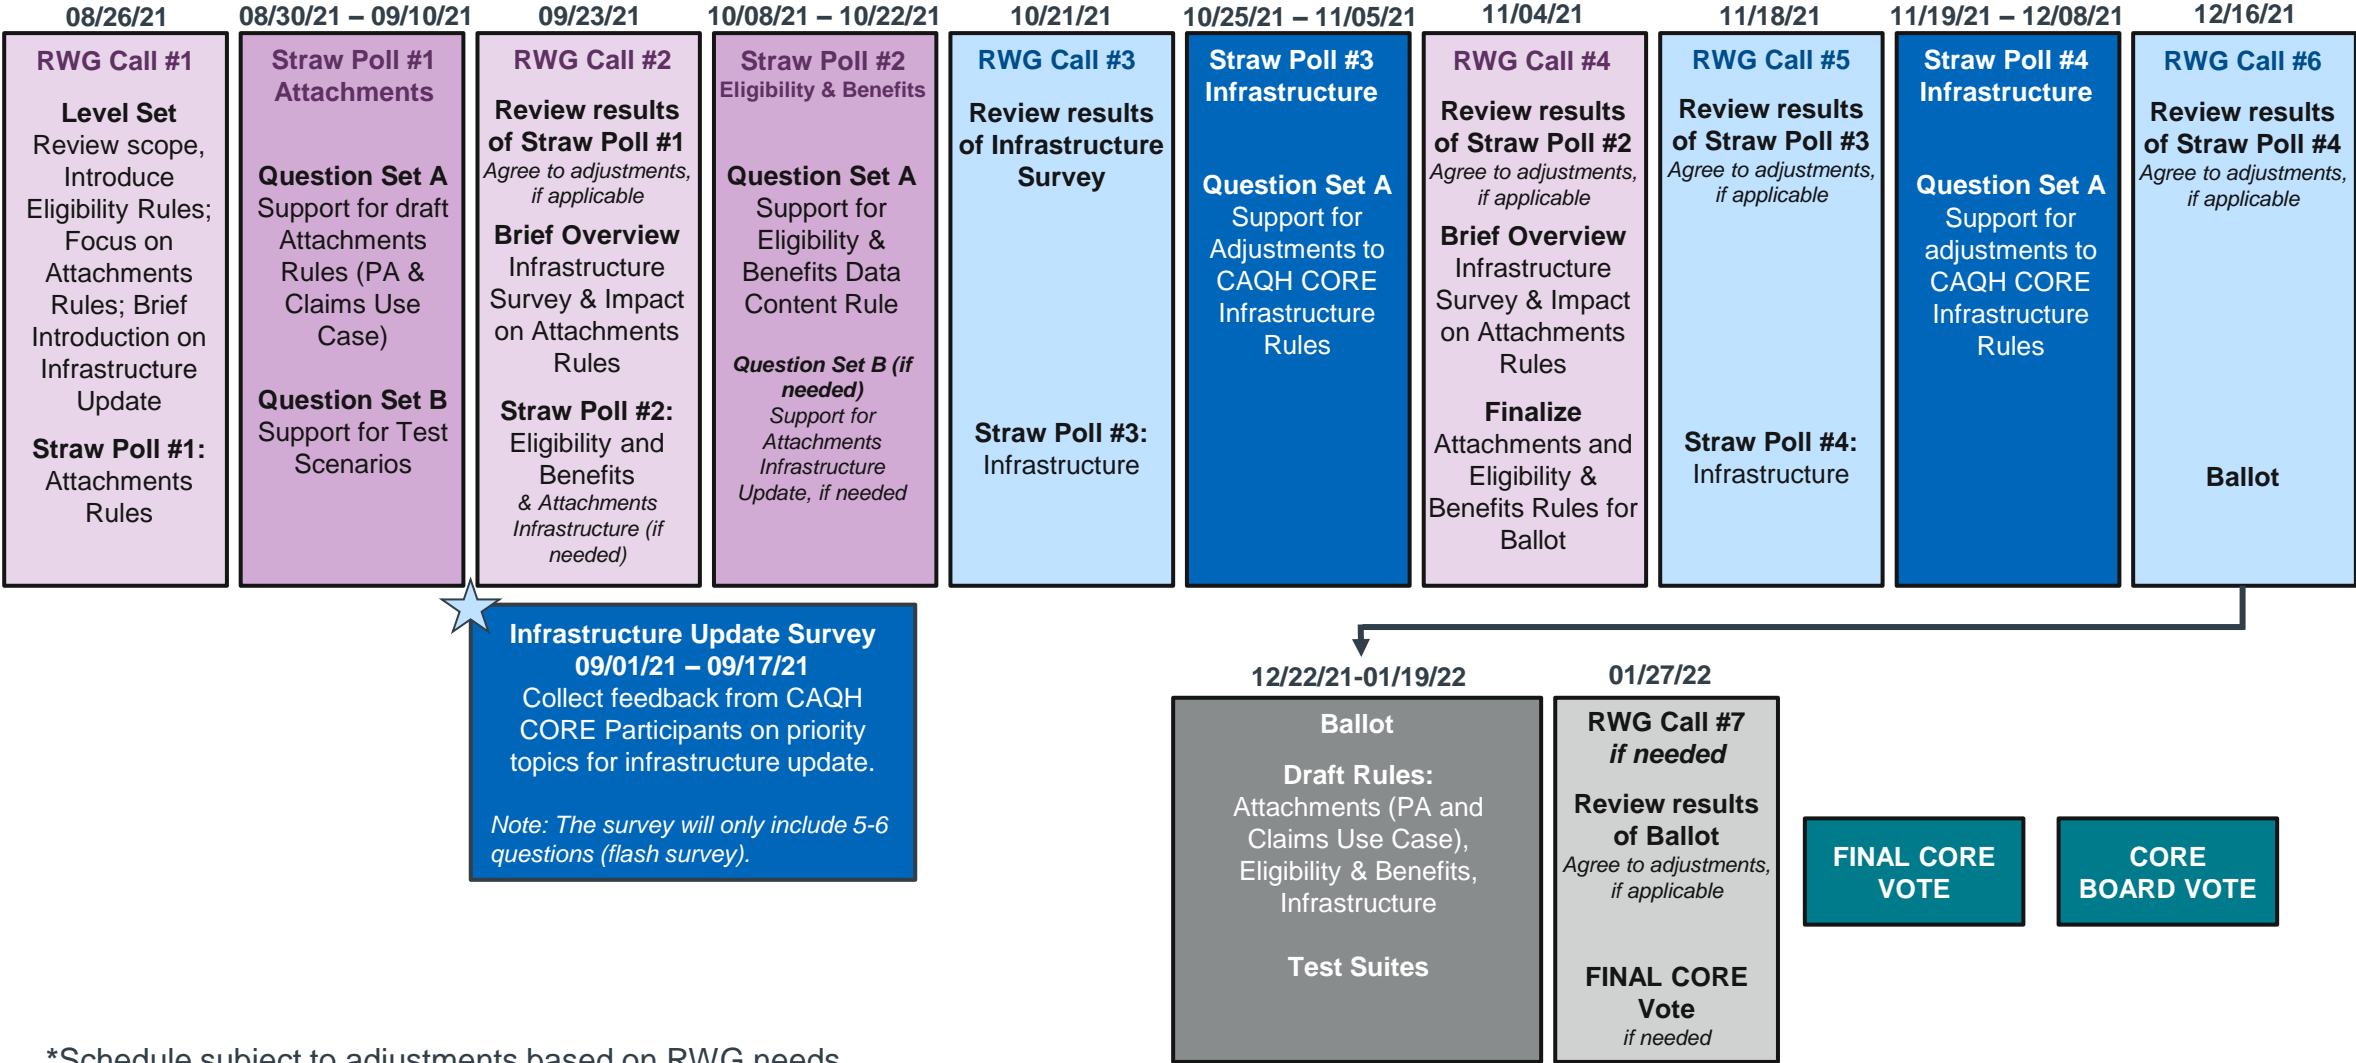 08/26/21
RWG Call #1
Level Set
Review scope,
Introduce
Eligibility Rules;
Focus on
Attachments
Rules; Brief
Introduction on
Infrastructure
Update
Straw Poll #1:
Attachments
Rules
08/30/21 – 09/10/21
Straw Poll #1
Attachments
Question Set A
Support for draft
Attachments
Rules (PA &
Claims Use
Case)
Question Set B
Support for Test
Scenarios
09/23/21
RWG Call #2
Review results
of Straw Poll #1
Agree to adjustments,
if applicable
Brief Overview
Infrastructure
Survey & Impact
on Attachments
Rules
Straw Poll #2:
Eligibility and
Benefits
& Attachments
Infrastructure (if
needed)
10/08/21 – 10/22/21
Straw Poll #2
Eligibility & Benefits
Question Set A
Support for
Eligibility &
Benefits Data
Content Rule
Question Set B (if
needed)
Support for
Attachments
Infrastructure
Update, if needed
10/21/21
RWG Call #3
Review results
of Infrastructure
Survey
Straw Poll #3:
Infrastructure
10/25/21 – 11/05/21
Straw Poll #3
Infrastructure
Question Set A
Support for
Adjustments to
CAQH CORE
Infrastructure
Rules
11/04/21
RWG Call #4
Review results
of Straw Poll #2
Agree to adjustments,
if applicable
Brief Overview
Infrastructure
Survey & Impact
on Attachments
Rules
Finalize
Attachments and
Eligibility &
Benefits Rules for
Ballot
11/18/21
RWG Call #5
Review results
of Straw Poll #3
Agree to adjustments,
if applicable
Straw Poll #4:
Infrastructure
11/19/21 – 12/08/21
Straw Poll #4
Infrastructure
Question Set A
Support for
adjustments to
CAQH CORE
Infrastructure
Rules
12/16/21
RWG Call #6
Review results
of Straw Poll #4
Agree to adjustments,
if applicable
Ballot
Infrastructure Update Survey
09/01/21 – 09/17/21
Collect feedback from CAQH
CORE Participants on priority
topics for infrastructure update.
Note: The survey will only include 5-6
questions (flash survey).
12/22/21-01/19/22
Ballot
Draft Rules:
Attachments (PA and
Claims Use Case),
Eligibility & Benefits,
Infrastructure
Test Suites
01/27/22
RWG Call #7
if needed
Review results
of Ballot
Agree to adjustments,
if applicable
FINAL CORE
Vote
if needed
FINAL CORE
VOTE
CORE
BOARD VOTE
*Schedule subject to adjustments based on RWG needs